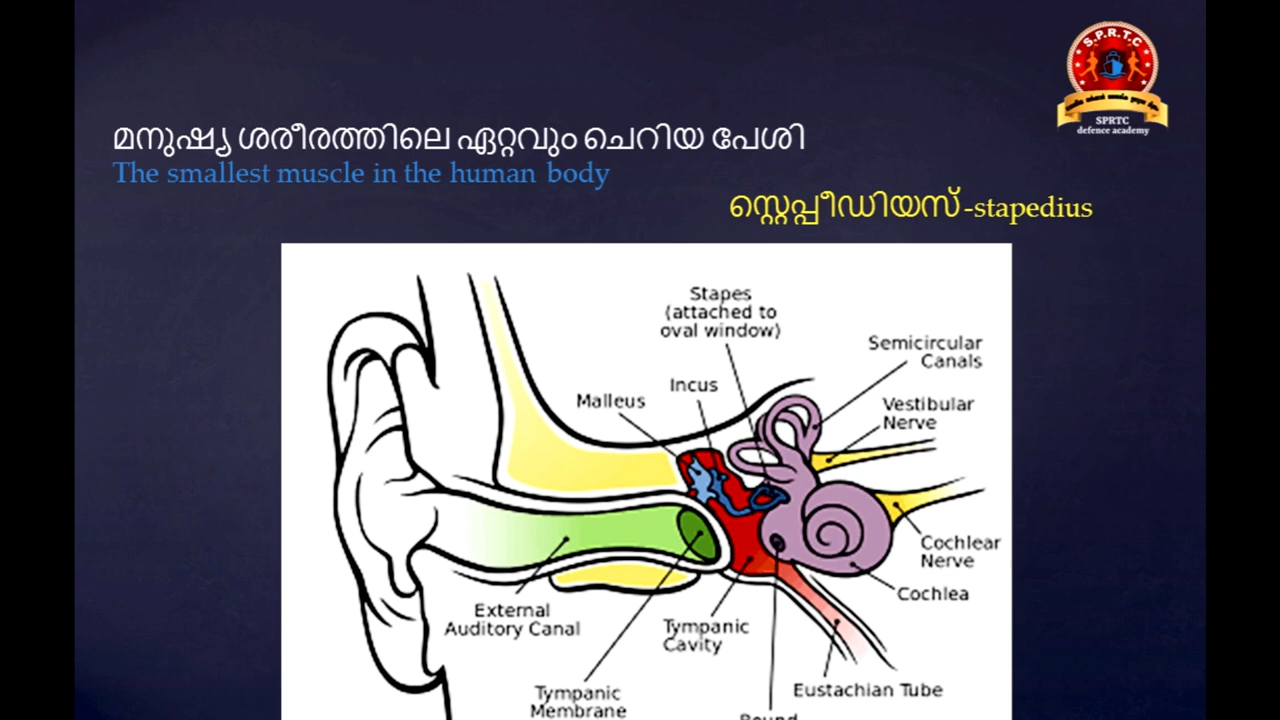 S.P.R.T.C
SPRTC
defence academy
മനുഷ്യ ശരീരത്തിലെ ഏറ്റവും ചെറിയ പേശി
The smallest muscle in the human body
സ്റ്റെപ്പീഡിയസ് -stapedius
Stapes
(attached to
oval window)
Semicircular
Canals
Incus
Malleus
Vestibular
Nerve
Cochlear
Nerve
Cochlea
External
Auditory Canal
Tympanic
Cavity
Eustachian Tube
Tympanic
Membrane
Round